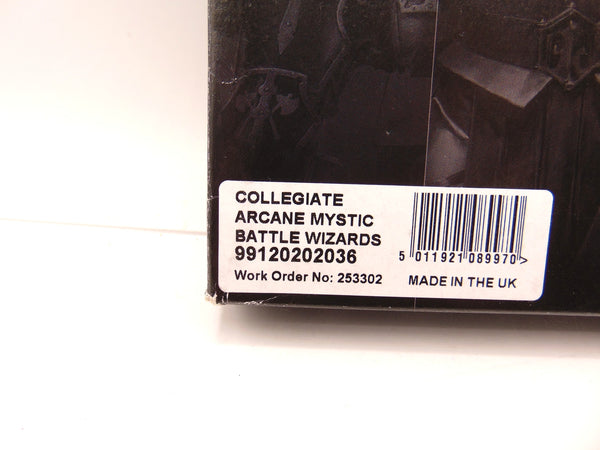 COLLEGIATE
ARCANE MYSTIC
BATTLE WIZARDS
99120202036
Work Order No: 253302
5 011921 089970 >
MADE IN THE UK